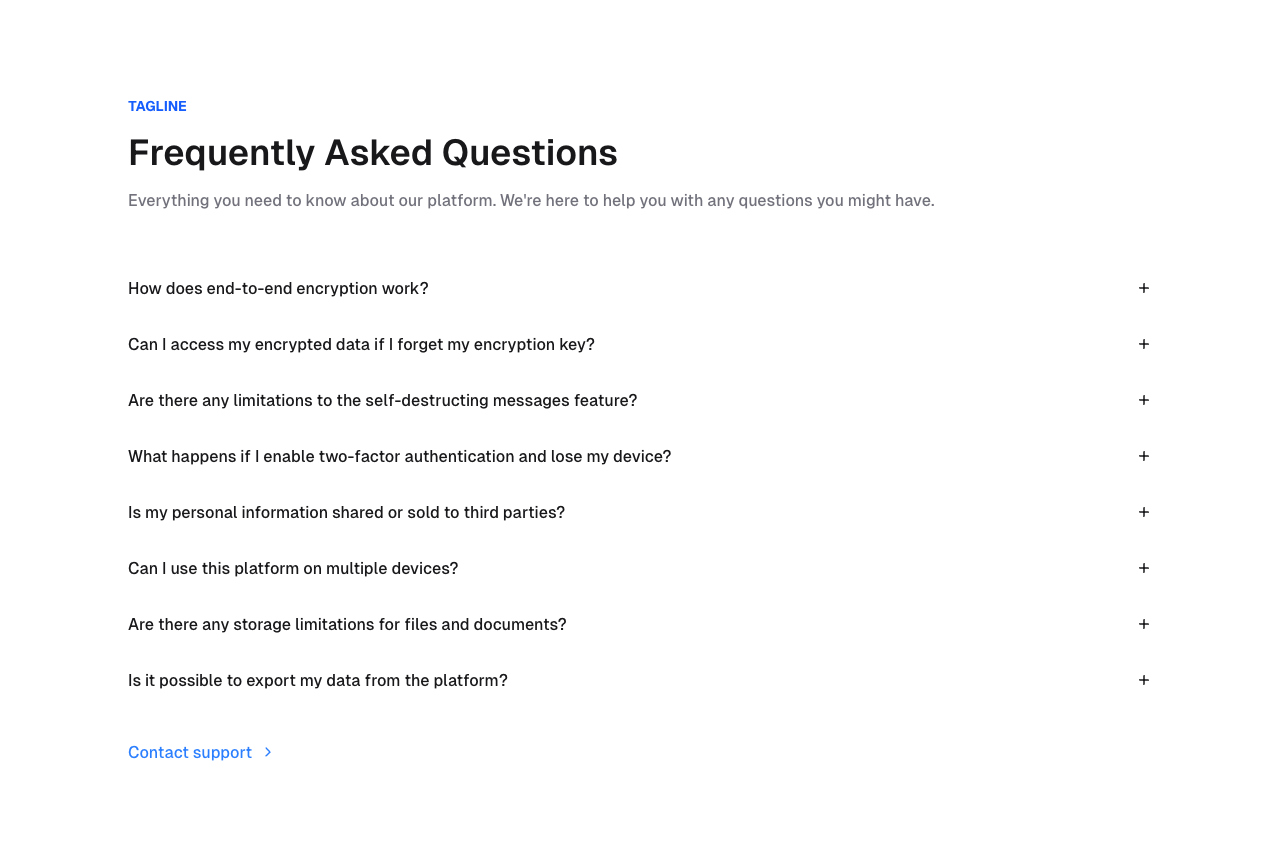 TAGLINE
Frequently Asked Questions
Everything you need to know about our platform. We're here to help you with any questions you might have.
How does end-to-end encryption work?
Can I access my encrypted data if I forget my encryption key?
Are there any limitations to the self-destructing messages feature?
What happens if I enable two-factor authentication and lose my device?
Is my personal information shared or sold to third parties?
Can I use this platform on multiple devices?
Are there any storage limitations for files and documents?
Is it possible to export my data from the platform?
Contact support